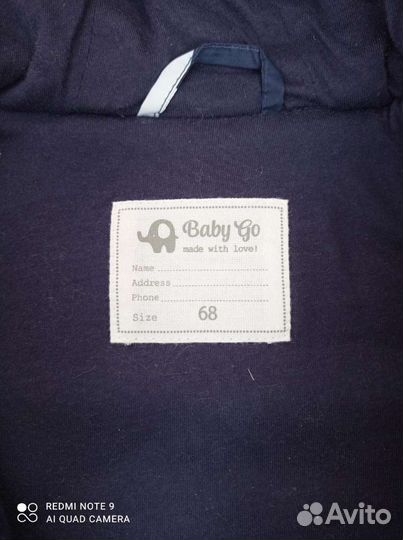 Baby Go
made with love!
Name
Address
Phone
Size 68
REDMI NOTE 9
AI QUAD CAMERA
Avito